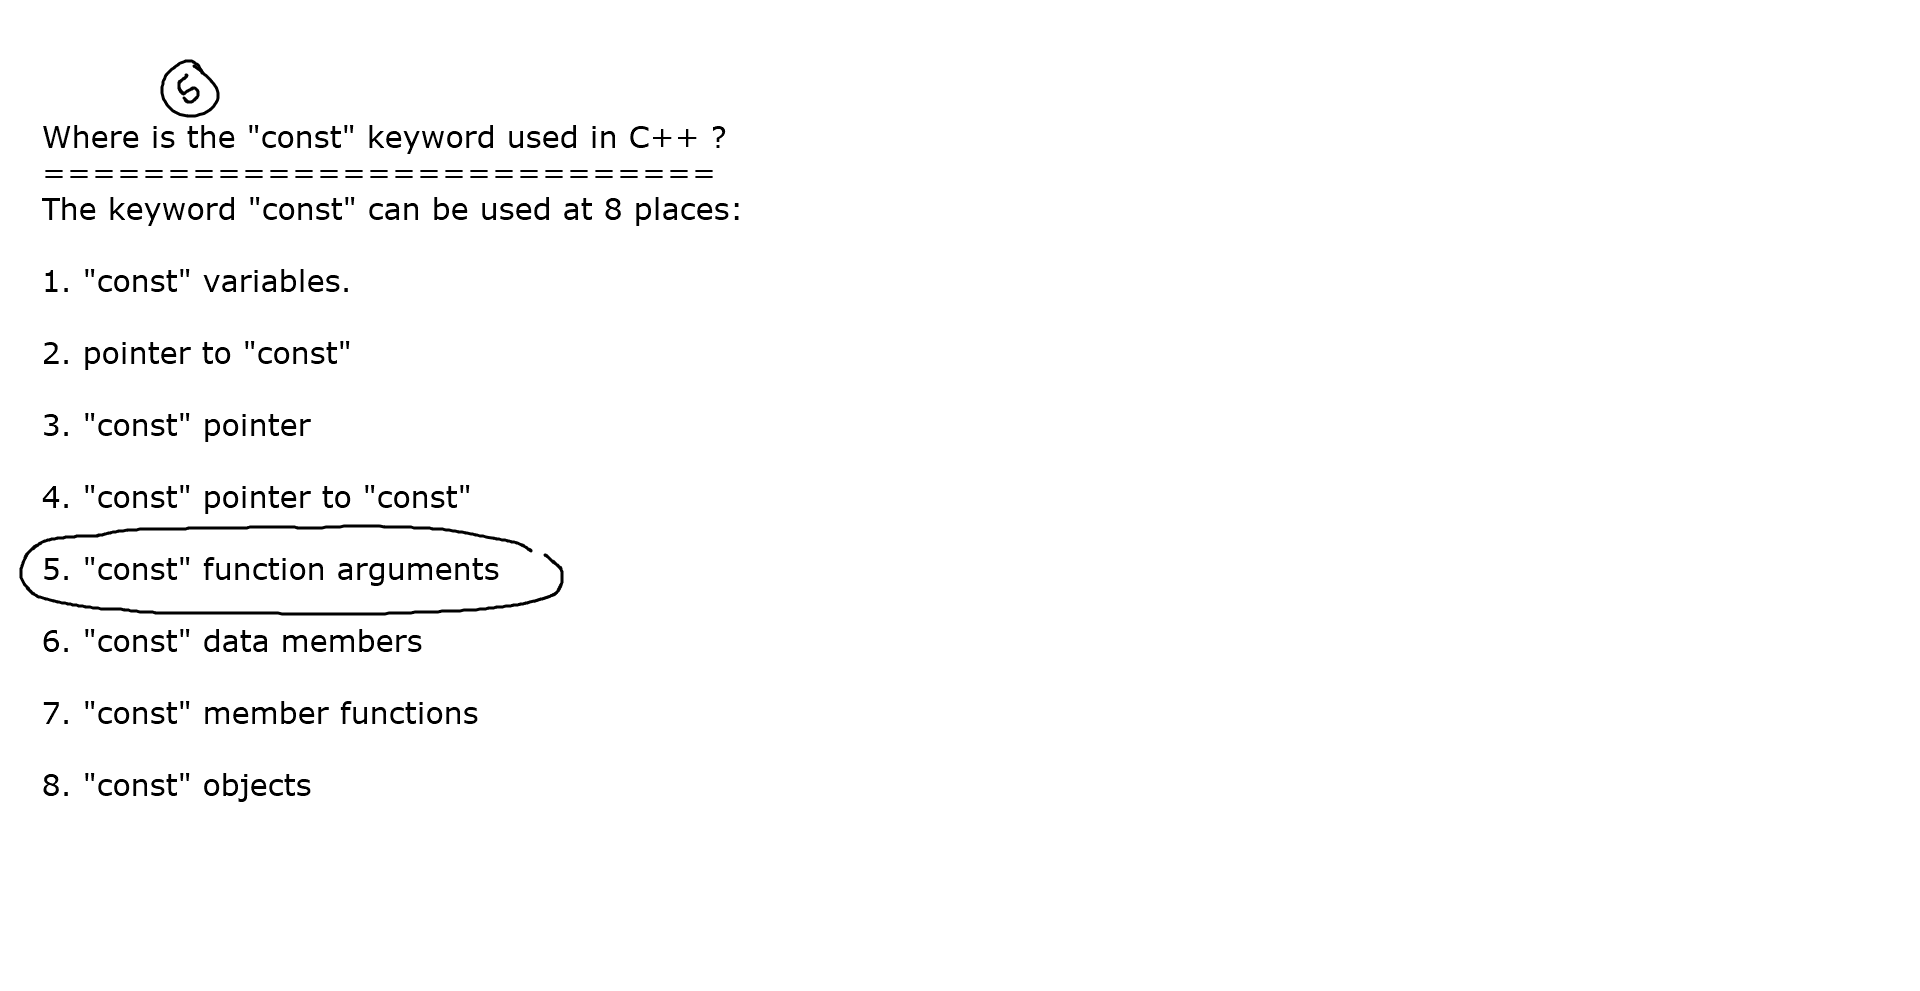 5
Where is the "const" keyword used in C++ ?
===========================
The keyword "const" can be used at 8 places:
1. "const" variables.
2. pointer to "const"
3. "const" pointer
4. "const" pointer to "const"
5. "const" function arguments
6. "const" data members
7. "const" member functions
8. "const" objects